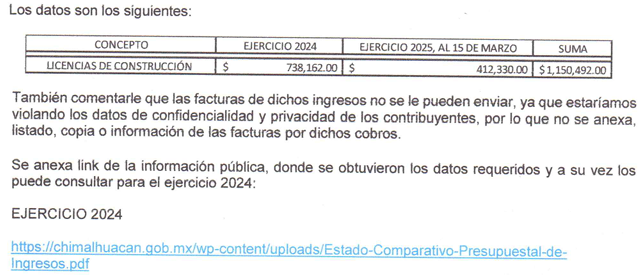 Los datos son los siguientes:
CONCEPTO EJERCICIO 2024 EJERCICIO 2025, AL 15 DE MARZO SUMA
LICENCIAS DE CONSTRUCCIÓN $ 738,162.00 $ 412,330.00 $1,150,492.00
También comentarle que las facturas de dichos ingresos no se le pueden enviar, ya que estaríamos
violando los datos de confidencialidad y privacidad de los contribuyentes, por lo que no se anexa,
listado, copia o información de las facturas por dichos cobros.
Se anexa link de la información pública, donde se obtuvieron los datos requeridos y a su vez los
puede consultar para el ejercicio 2024:
EJERCICIO 2024
https://chimalhuacan.gob.mx/wp-content/uploads/Estado-Comparativo-Presupuestal-de-
Ingresos.pdf